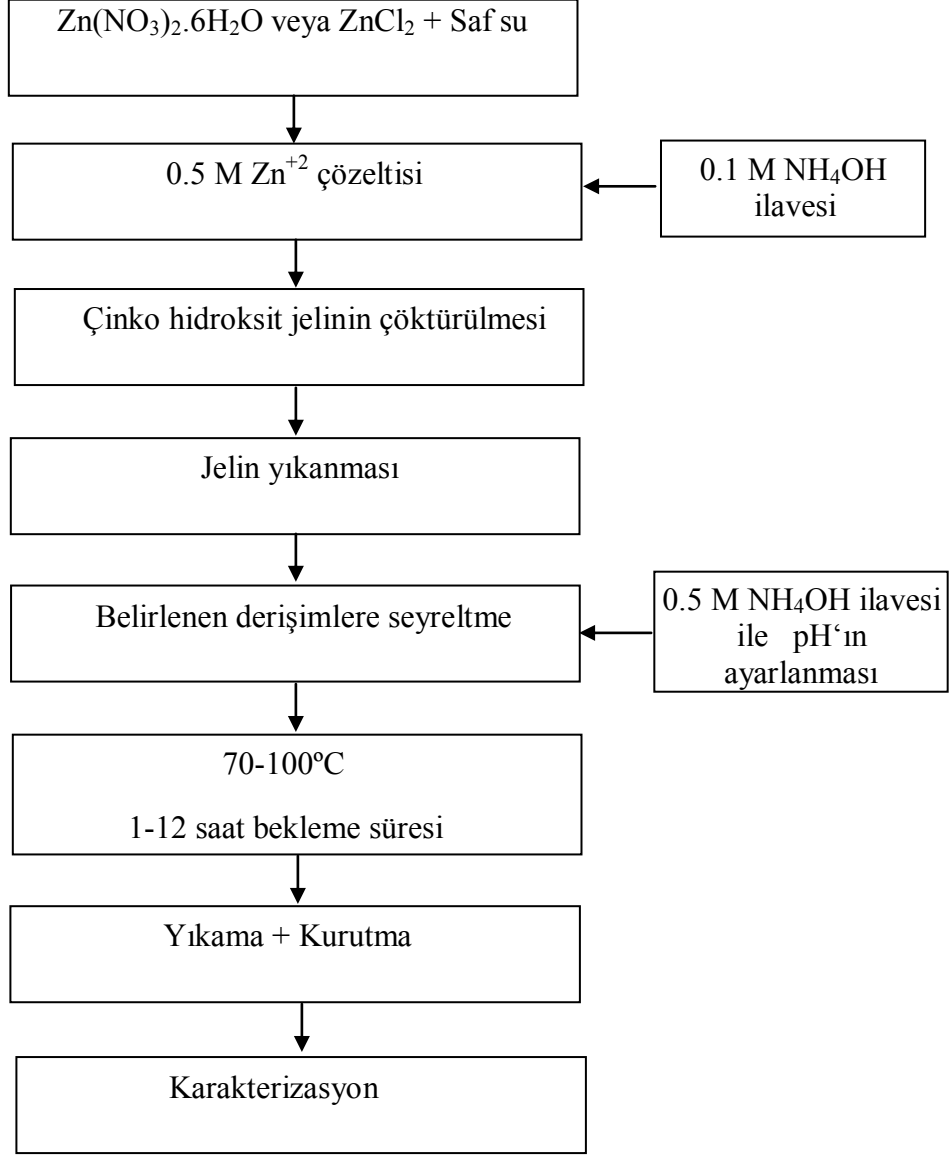 Zn(NO₃)₂.6H₂O veya ZnCl₂ + Saf su
0.5 M Zn⁺² çözeltisi
0.1 M NH₄OH
ilavesi
Çinko hidroksit jelinin çöktürülmesi
Jelin yıkanması
Belirlenen derişimlere seyreltme
0.5 M NH₄OH ilavesi
ile pH‘ın
ayarlanması
70-100ºC
1-12 saat bekleme süresi
Yıkama + Kurutma
Karakterizasyon